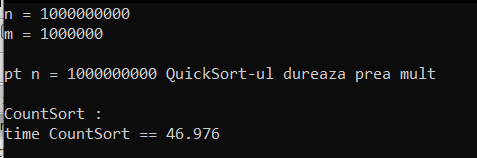 n = 1000000000
m = 1000000
pt n = 1000000000 QuickSort-ul dureaza prea mult
CountSort :
time CountSort == 46.976